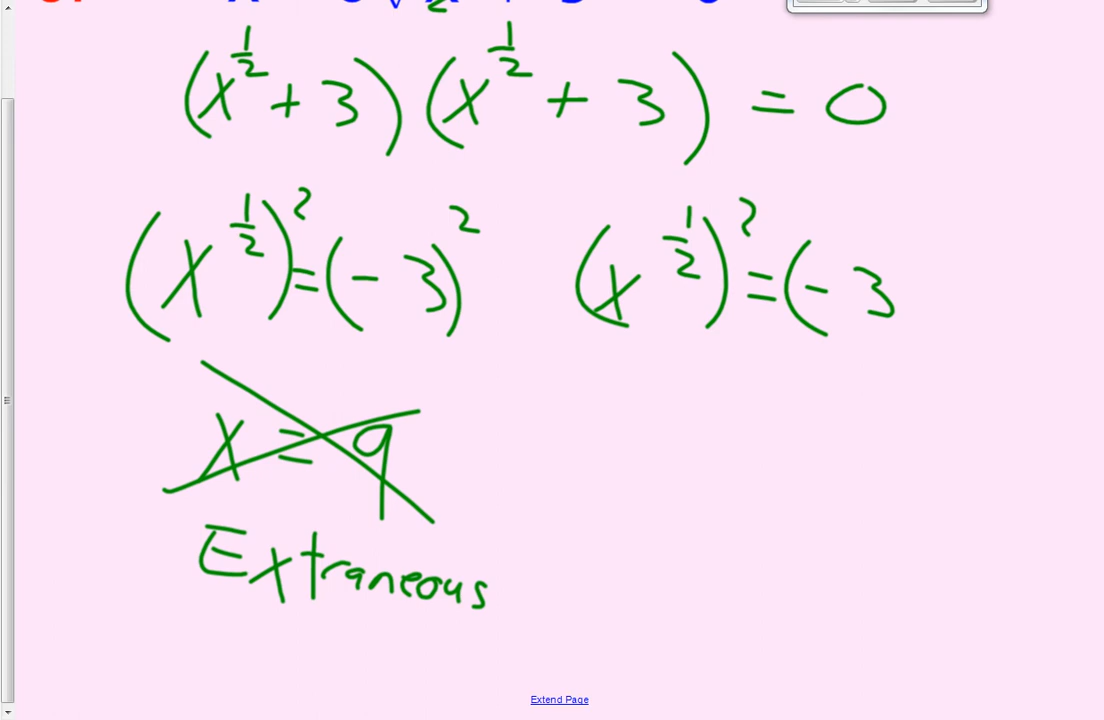 (x^{1/2} + 3)(x^{1/2} + 3) = 0
(x^{1/2})^2 = (-3)^2 (x^{1/2})^2 = (-3
x = 9
Extraneous
Extend Page